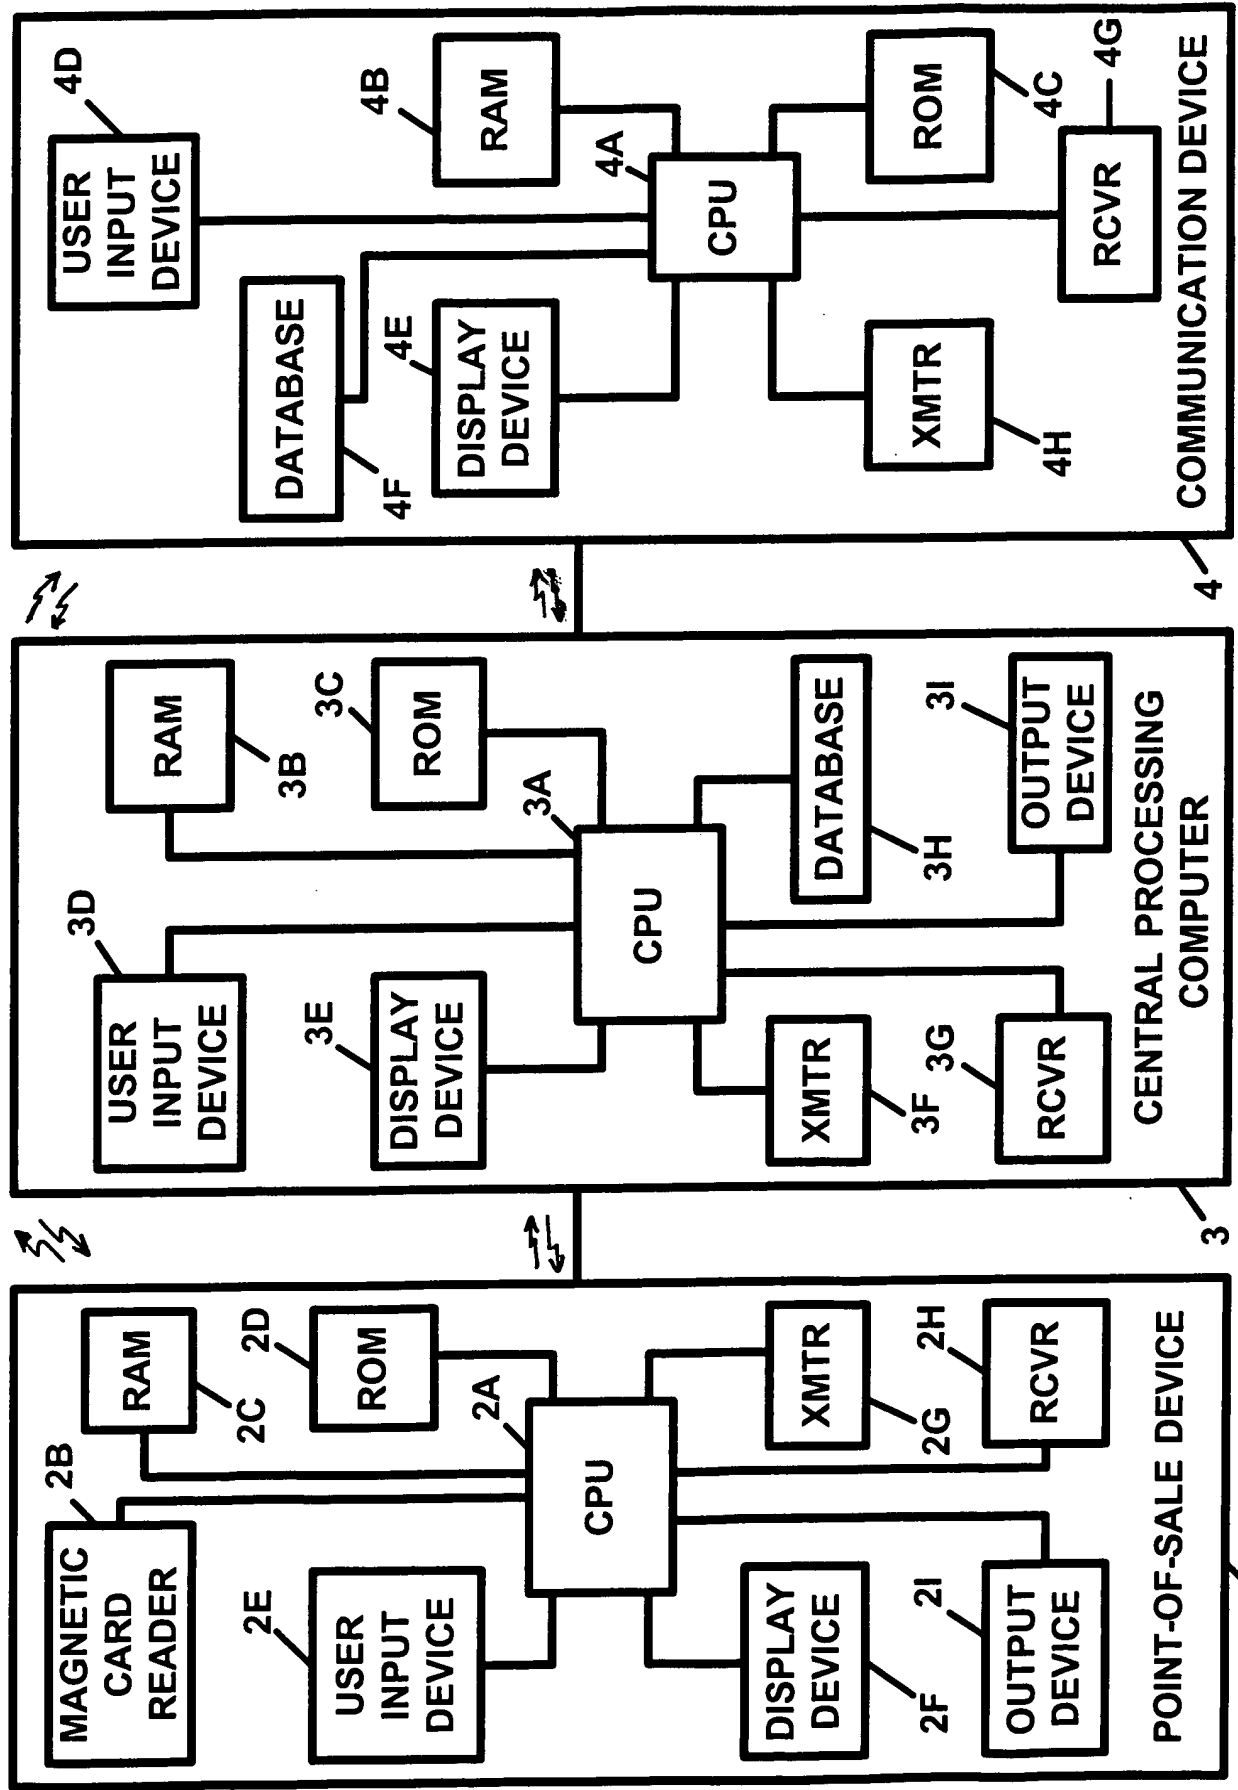 MAGNETIC
CARD
READER
2B
RAM
2C
ROM
2D
CPU
2A
USER
INPUT
DEVICE
2E
DISPLAY
DEVICE
2F
XMTR
2G
RCVR
2H
OUTPUT
DEVICE
2I
POINT-OF-SALE DEVICE
USER
INPUT
DEVICE
3D
RAM
3B
ROM
3C
CPU
3A
DISPLAY
DEVICE
3E
XMTR
3F
RCVR
3G
DATABASE
3H
OUTPUT
DEVICE
3I
CENTRAL PROCESSING
COMPUTER
3
USER
INPUT
DEVICE
4D
DATABASE
4F
RAM
4B
CPU
4A
DISPLAY
DEVICE
4E
ROM
4C
XMTR
4H
RCVR
4G
COMMUNICATION DEVICE
4